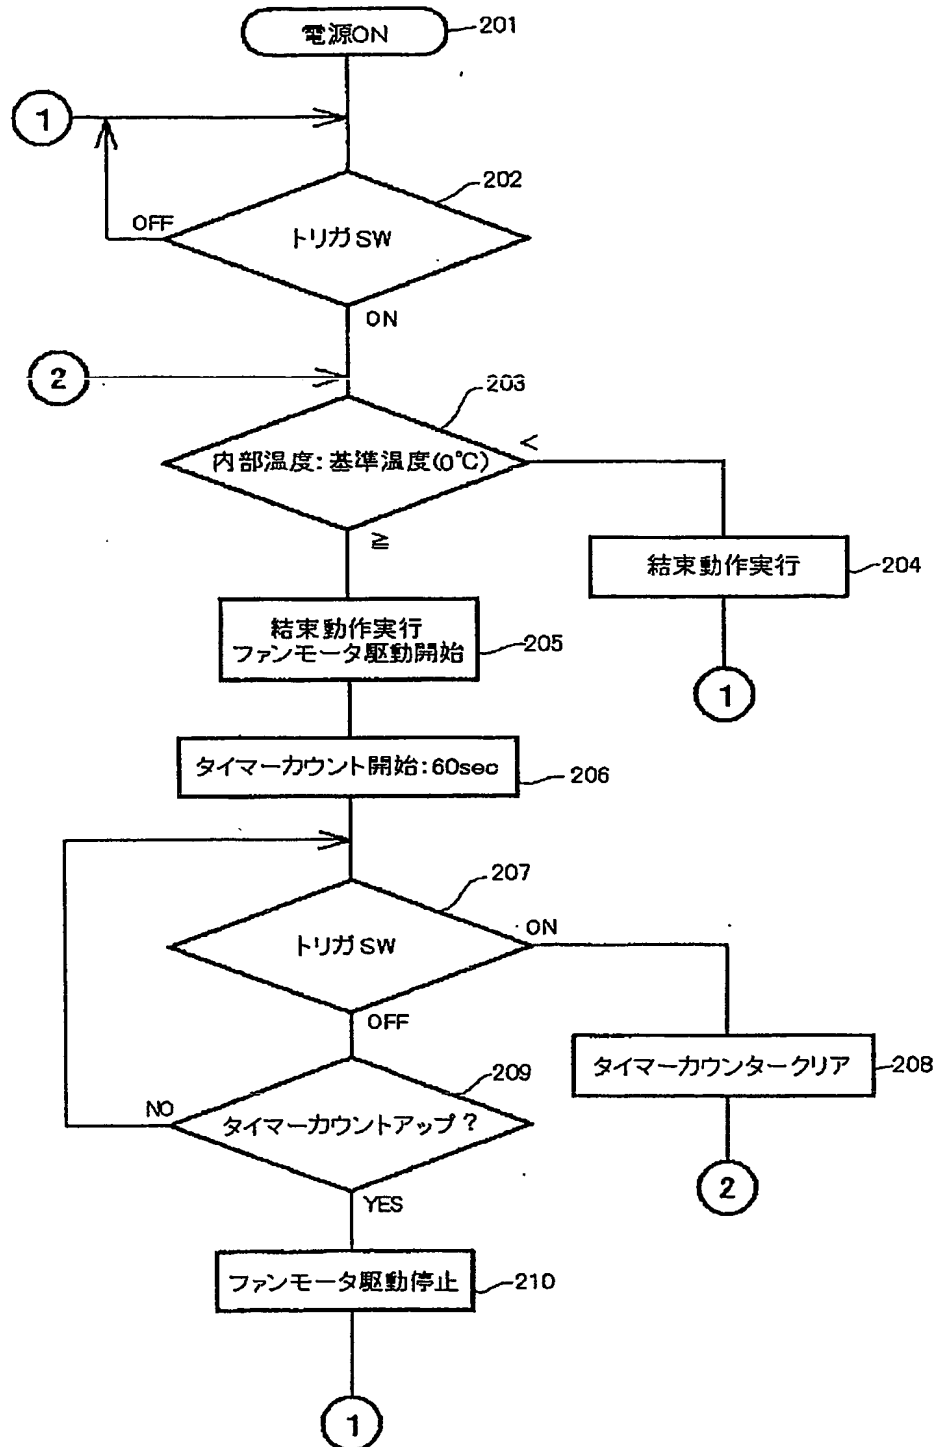 電源ON
201
1
202
OFF
トリガSW
ON
2
203
<
内部温度:基準温度(0℃)
≧
結束動作実行
204
結束動作実行
ファンモータ駆動開始
205
1
タイマーカウント開始:60sec
206
207
ON
トリガSW
OFF
タイマーカウンタークリア
208
209
NO
タイマーカウントアップ?
2
YES
ファンモータ駆動停止
210
1